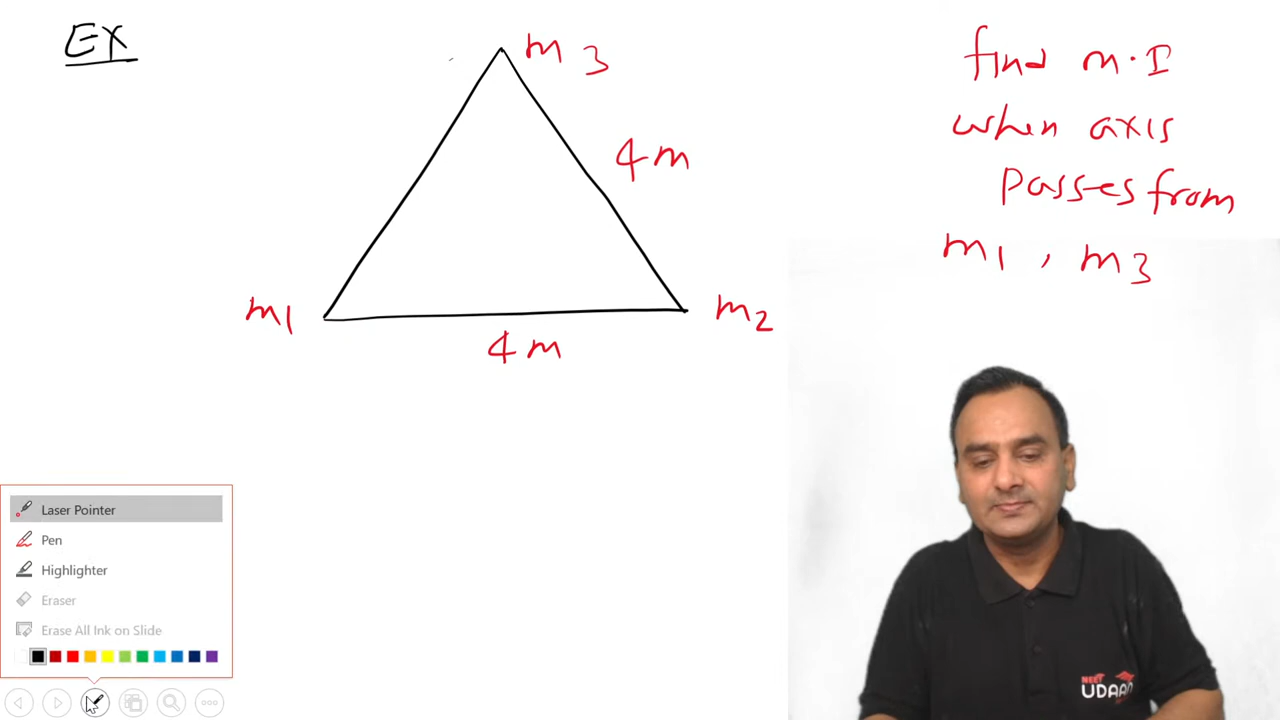 EX
m3
find m.I
when axis
passes from
m1, m3
4m
m1
m2
4m
Laser Pointer
Pen
Highlighter
Eraser
Erase All Ink on Slide
NEET
UDAAN